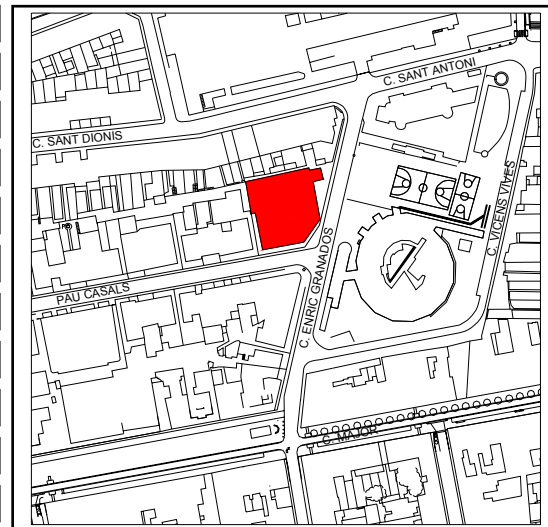 C. SANT ANTONI
C. SANT DIONIS
C. VICENS VIVES
PAU CASALS
C. ENRIC GRANADOS
C. MAJOR